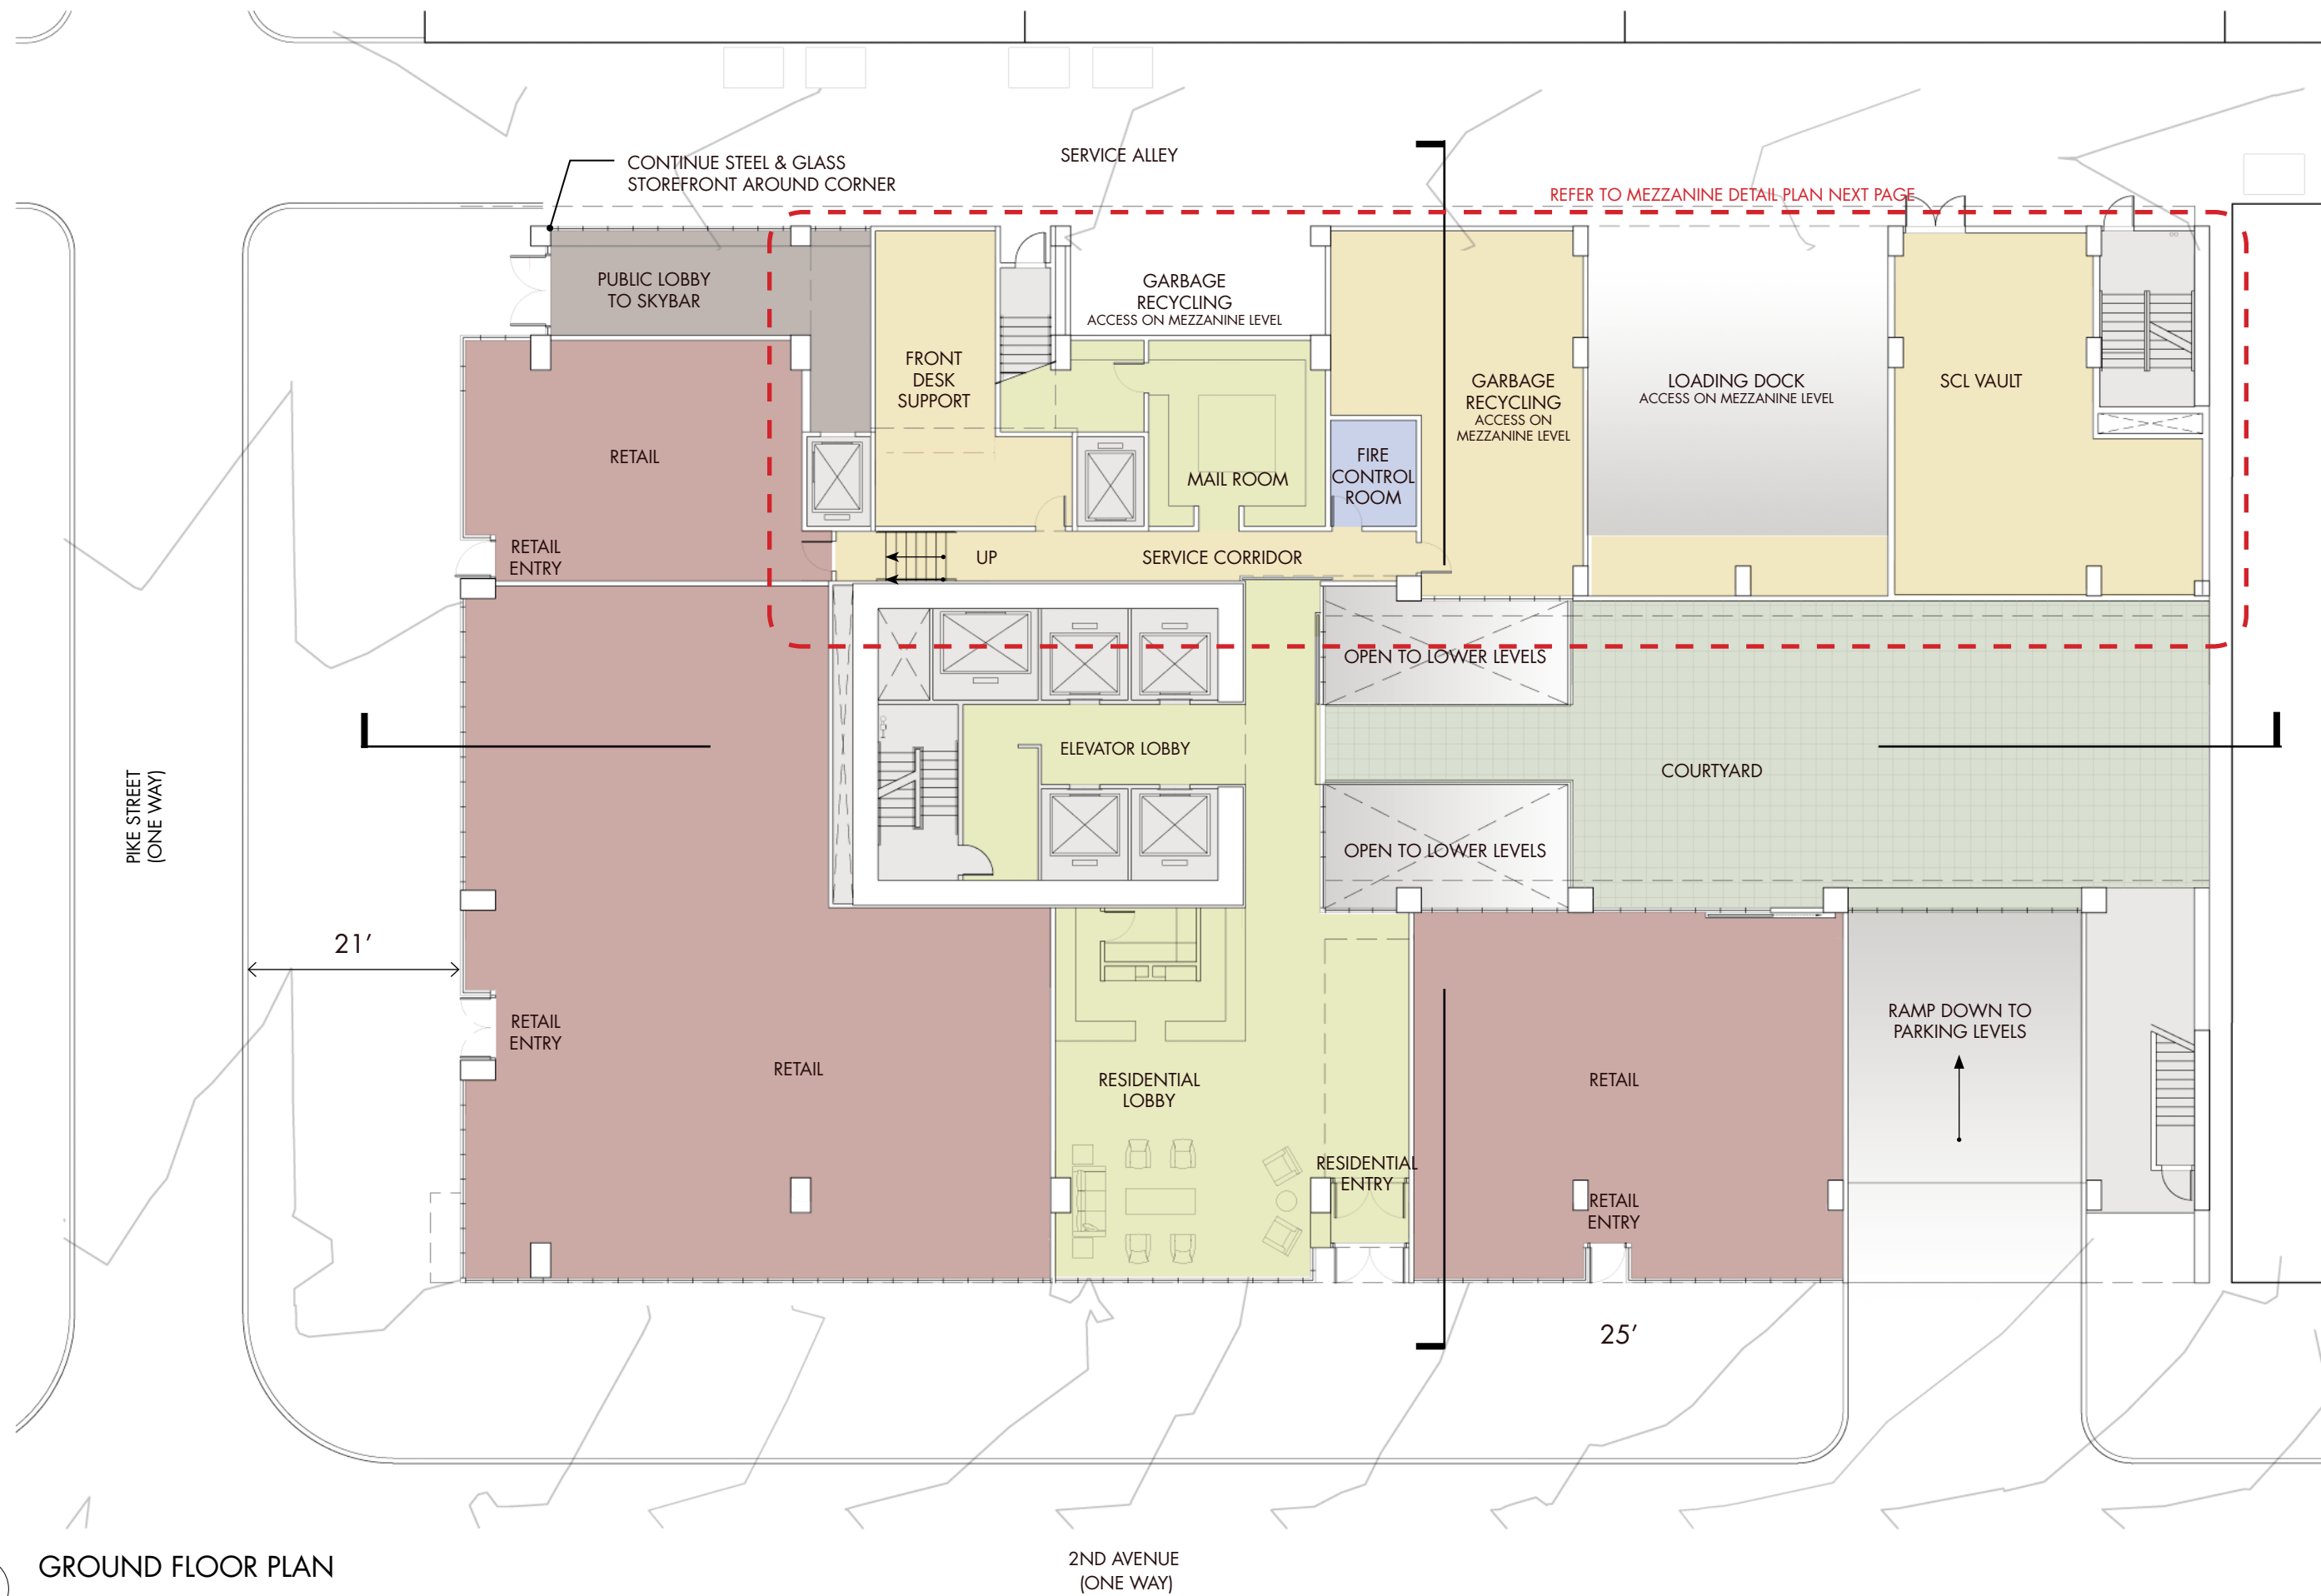 SERVICE ALLEY
CONTINUE STEEL & GLASS
STOREFRONT AROUND CORNER
REFER TO MEZZANINE DETAIL PLAN NEXT PAGE
PUBLIC LOBBY
TO SKYBAR
GARBAGE
RECYCLING
ACCESS ON MEZZANINE LEVEL
FRONT
DESK
SUPPORT
GARBAGE
RECYCLING
ACCESS ON
MEZZANINE LEVEL
LOADING DOCK
ACCESS ON MEZZANINE LEVEL
SCL VAULT
RETAIL
MAIL ROOM
FIRE
CONTROL
ROOM
RETAIL
ENTRY
UP
SERVICE CORRIDOR
OPEN TO LOWER LEVELS
ELEVATOR LOBBY
COURTYARD
PIKE STREET
(ONE WAY)
OPEN TO LOWER LEVELS
21’
RETAIL
ENTRY
RETAIL
RESIDENTIAL
LOBBY
RETAIL
RAMP DOWN TO
PARKING LEVELS
RESIDENTIAL
ENTRY
RETAIL
ENTRY
25’
GROUND FLOOR PLAN
2ND AVENUE
(ONE WAY)